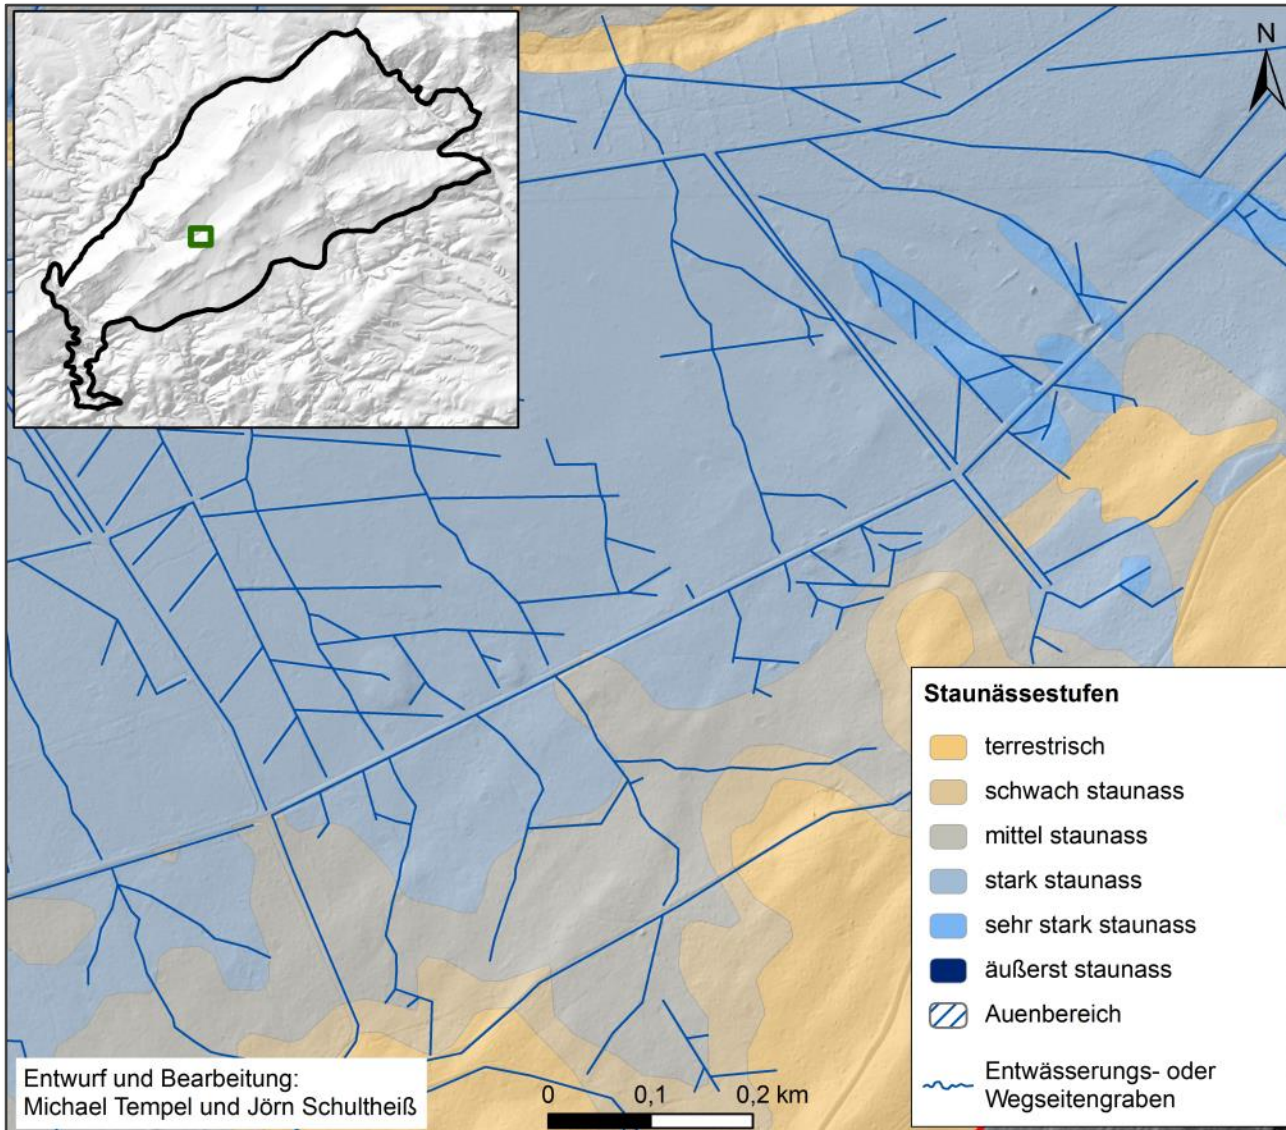 N
Staunässestufen
terrestrisch
schwach staunass
mittel staunass
stark staunass
sehr stark staunass
äußerst staunass
Auenbereich
Entwässerungs- oder
Wegseitengraben
Entwurf und Bearbeitung:
Michael Tempel und Jörn Schultheiß
0 0,1 0,2 km